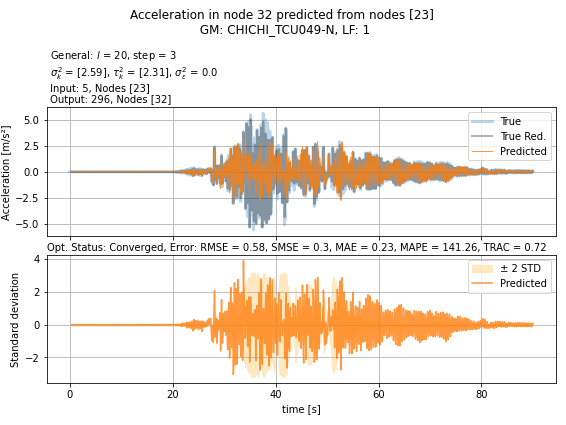 Acceleration in node 32 predicted from nodes [23]
GM: CHICHI_TCU049-N, LF: 1
General: l = 20, step = 3
σ²ₖ = [2.59], τ²ₖ = [2.31], σ²ₑ = 0.0
Input: 5, Nodes [23]
Output: 296, Nodes [32]
Acceleration [m/s²]
5.0
2.5
0.0
−2.5
−5.0
True
True Red.
Predicted
Opt. Status: Converged, Error: RMSE = 0.58, SMSE = 0.3, MAE = 0.23, MAPE = 141.26, TRAC = 0.72
Standard deviation
4
2
0
−2
± 2 STD
Predicted
0 20 40 60 80
time [s]